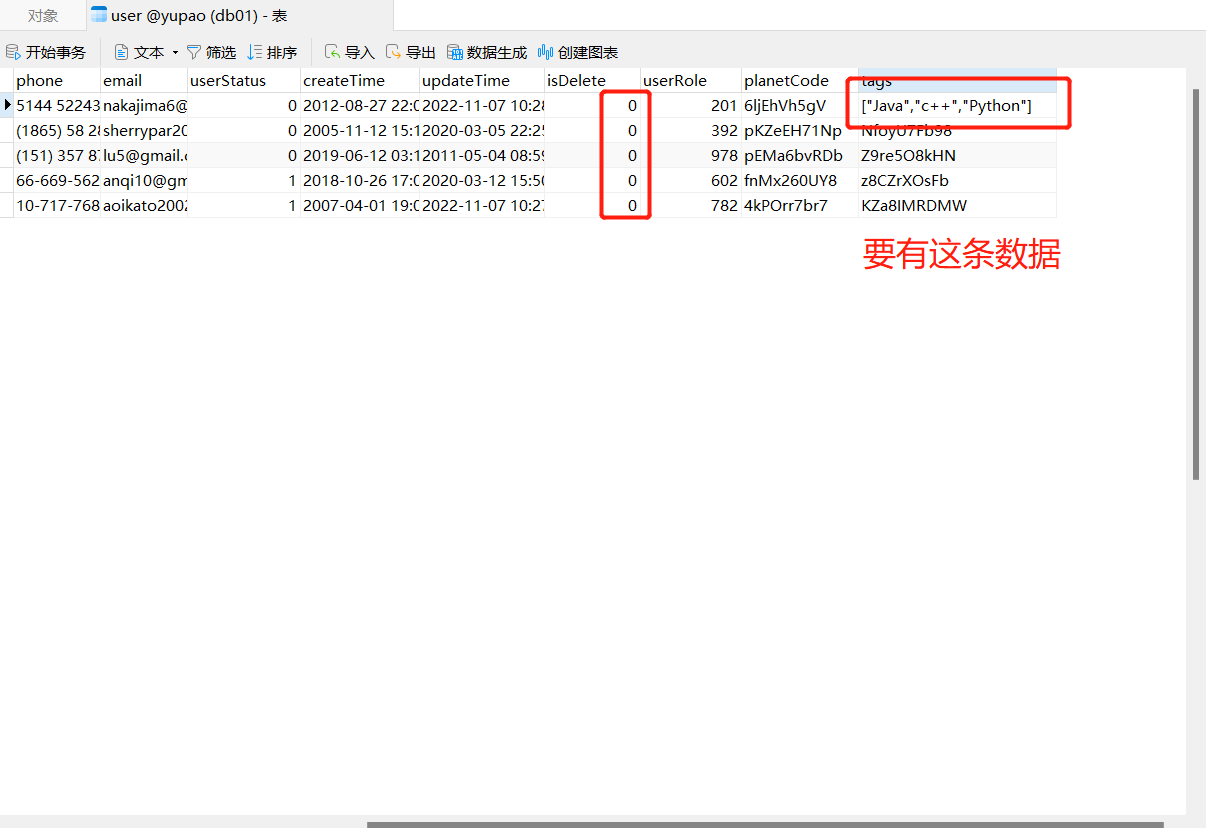 对象 user @yupao (db01) - 表
开始事务 文本 筛选 排序 导入 导出 数据生成 创建图表
phone email userStatus createTime updateTime isDelete userRole planetCode tags
5144 52243 nakajima6@ 0 2012-08-27 22:0 2022-11-07 10:28 0 201 6ljEhVh5gV ["Java","c++","Python"]
(1865) 58 28 sherrypar20 0 2005-11-12 15:1 2020-03-05 22:25 0 392 pKZeEH71Np NfoyU7Fb98
(151) 357 87 lu5@gmail.c 0 2019-06-12 03:1 2011-05-04 08:59 0 978 pEMa6bvRDb Z9re5O8kHN
66-669-562 anqi10@gm 1 2018-10-26 17:0 2020-03-12 15:50 0 602 fnMx260UY8 z8CZrXOsFb
10-717-768 aoikato2002 1 2007-04-01 19:0 2022-11-07 10:27 0 782 4kPOrr7br7 KZa8IMRDMW
要有这条数据